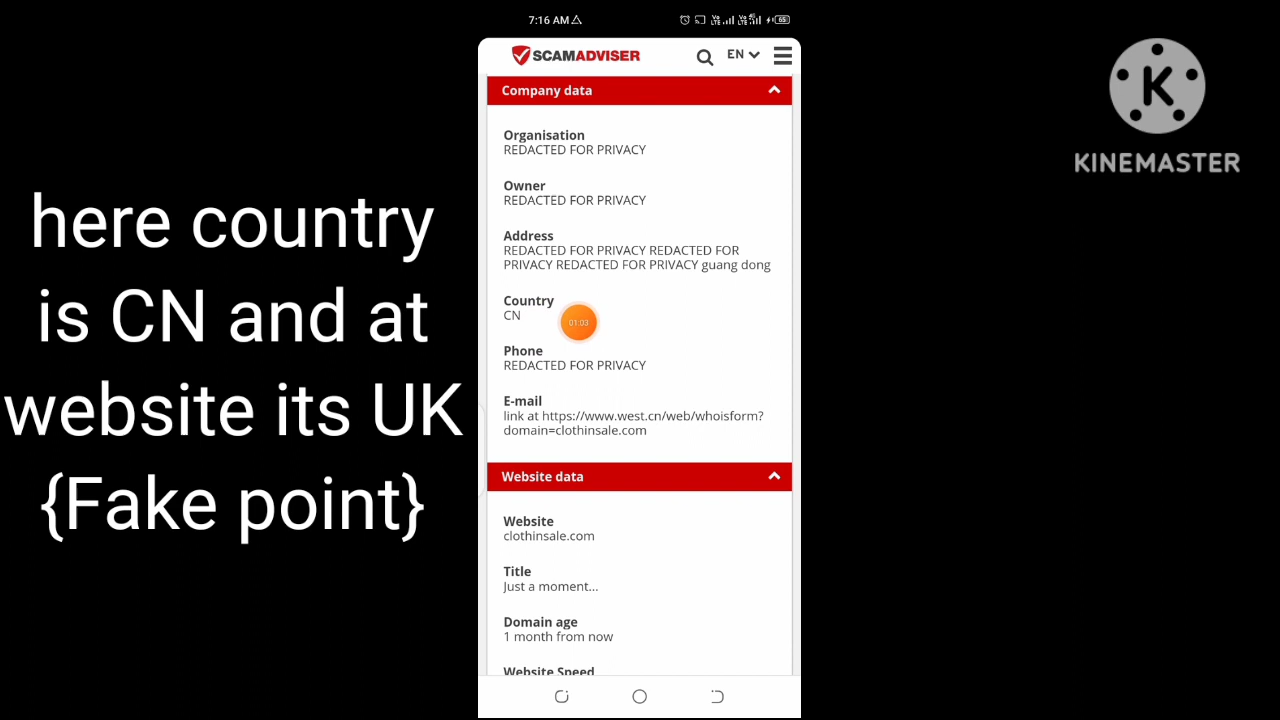 7:16 AM
65
SCAMADVISER
EN
Company data
Organisation
REDACTED FOR PRIVACY
Owner
REDACTED FOR PRIVACY
Address
REDACTED FOR PRIVACY REDACTED FOR
PRIVACY REDACTED FOR PRIVACY guang dong
Country
CN
01:03
Phone
REDACTED FOR PRIVACY
E-mail
link at https://www.west.cn/web/whoisform?
domain=clothinsale.com
Website data
Website
clothinsale.com
Title
Just a moment...
Domain age
1 month from now
Website Speed
here country
is CN and at
website its UK
{Fake point}
K
KINEMASTER